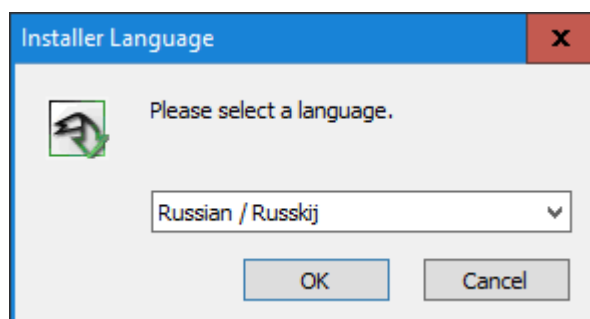 Installer Language
Please select a language.
Russian / Russkij
OK Cancel